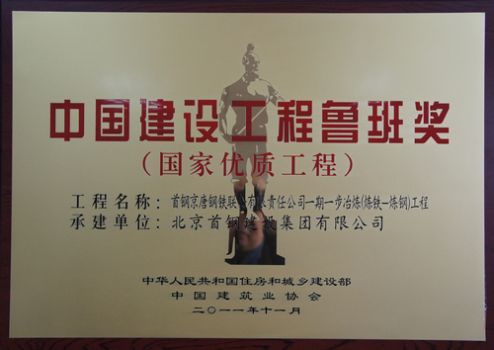 中国建设工程鲁班奖
（国家优质工程）
工程名称：首钢京唐钢铁联合有限责任公司一期一步冶炼(炼铁—炼钢)工程
承建单位：北京首钢建设集团有限公司
中华人民共和国住房和城乡建设部
中国建筑业协会
二〇一一年十一月